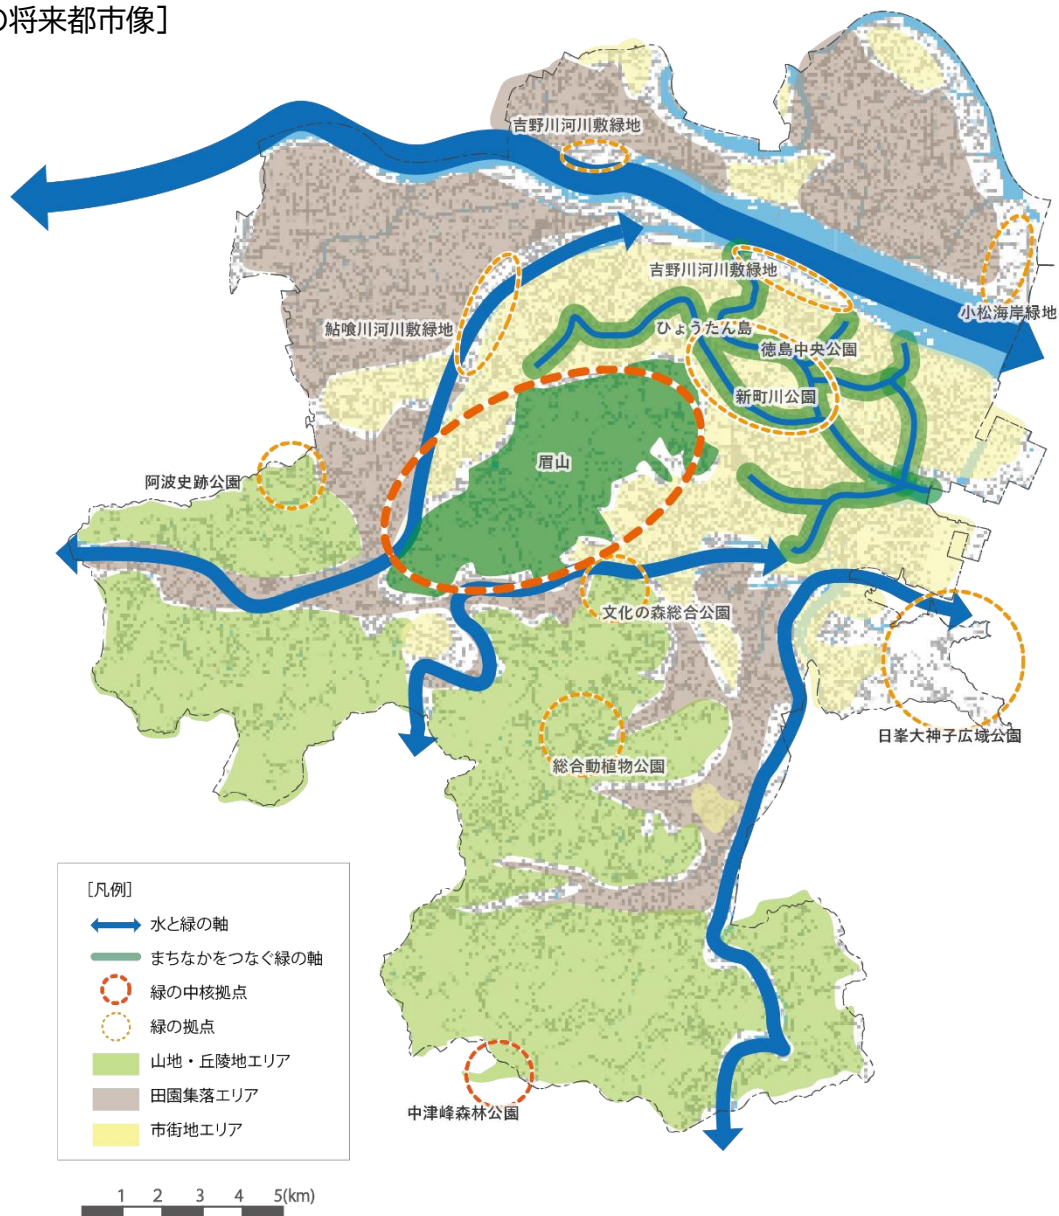 の将来都市像］
吉野川河川敷緑地
吉野川河川敷緑地
小松海岸緑地
鮎喰川河川敷緑地
ひょうたん島
徳島中央公園
新町川公園
眉山
阿波史跡公園
文化の森総合公園
日峯大神子広域公園
総合動植物公園
［凡例］
水と緑の軸
まちなかをつなぐ緑の軸
緑の中核拠点
緑の拠点
山地・丘陵地エリア
田園集落エリア
市街地エリア
中津峰森林公園
1 2 3 4 5(km)